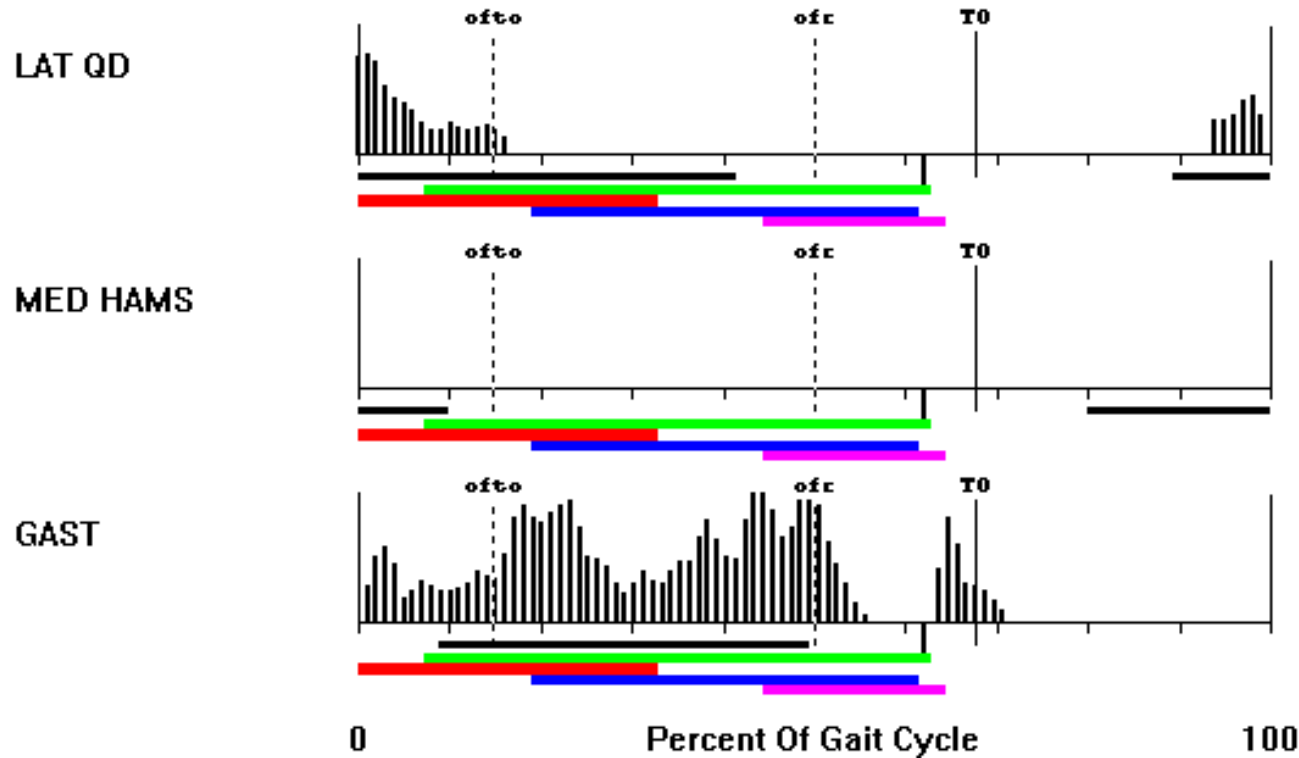 ofto ofc TO
LAT QD
ofto ofc TO
MED HAMS
ofto ofc TO
GAST
0 Percent Of Gait Cycle 100